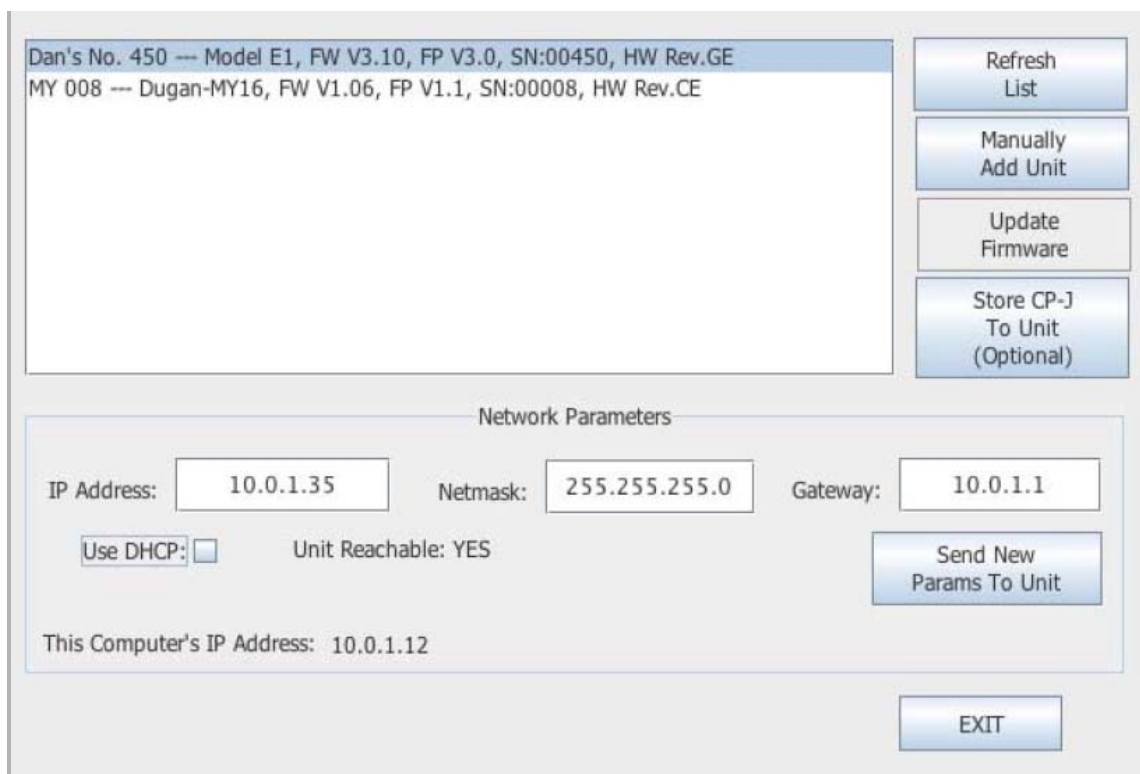 Dan's No. 450 --- Model E1, FW V3.10, FP V3.0, SN:00450, HW Rev.GE
MY 008 --- Dugan-MY16, FW V1.06, FP V1.1, SN:00008, HW Rev.CE
Refresh
List
Manually
Add Unit
Update
Firmware
Store CP-J
To Unit
(Optional)
Network Parameters
IP Address: 10.0.1.35 Netmask: 255.255.255.0 Gateway: 10.0.1.1
Use DHCP: Unit Reachable: YES
Send New
Params To Unit
This Computer's IP Address: 10.0.1.12
EXIT